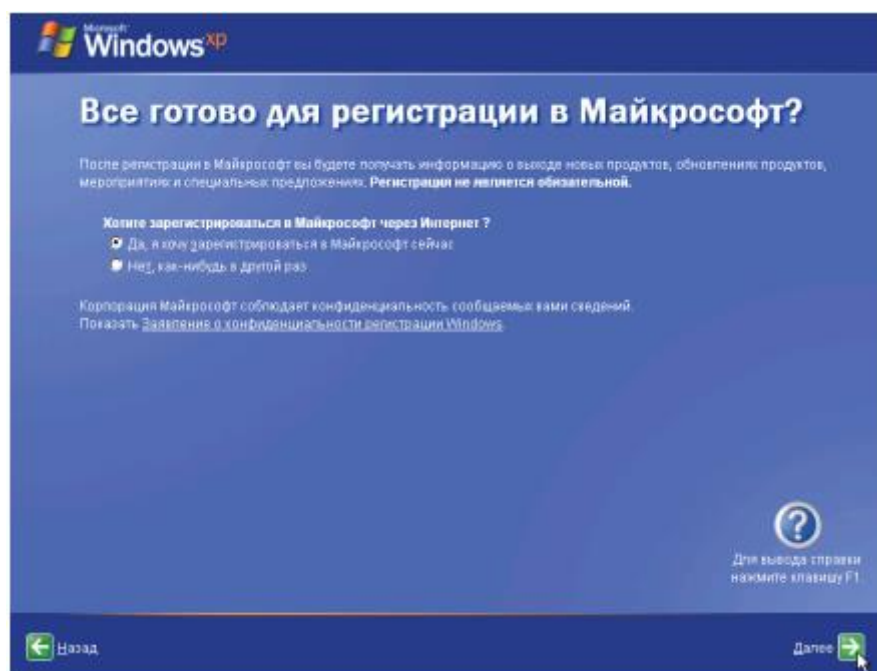 Microsoft
Windows xp
Все готово для регистрации в Майкрософт?
После регистрации в Майкрософт вы будете получать информацию о выходе новых продуктов, обновлениях продуктов,
мероприятиях и специальных предложениях. Регистрация не является обязательной.
Хотите зарегистрироваться в Майкрософт через Интернет ?
Да, я хочу зарегистрироваться в Майкрософт сейчас
Нет, как-нибудь в другой раз
Корпорация Майкрософт соблюдает конфиденциальность сообщаемых вами сведений.
Показать Заявление о конфиденциальности регистрации Windows.
Для вывода справки
нажмите клавишу F1
Назад
Далее